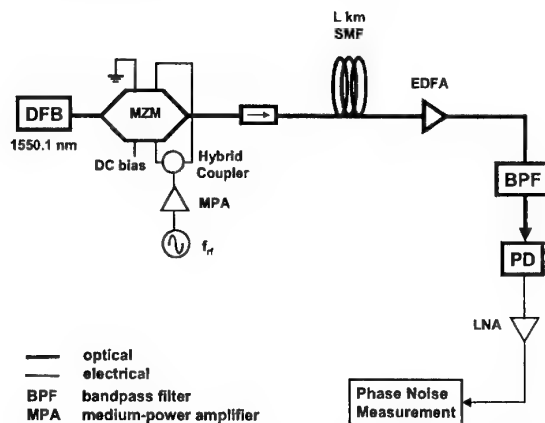 L km
SMF
EDFA
DFB
MZM
1550.1 nm
DC bias
Hybrid
Coupler
BPF
MPA
f_rf
PD
LNA
optical
electrical
BPF bandpass filter
MPA medium-power amplifier
Phase Noise
Measurement